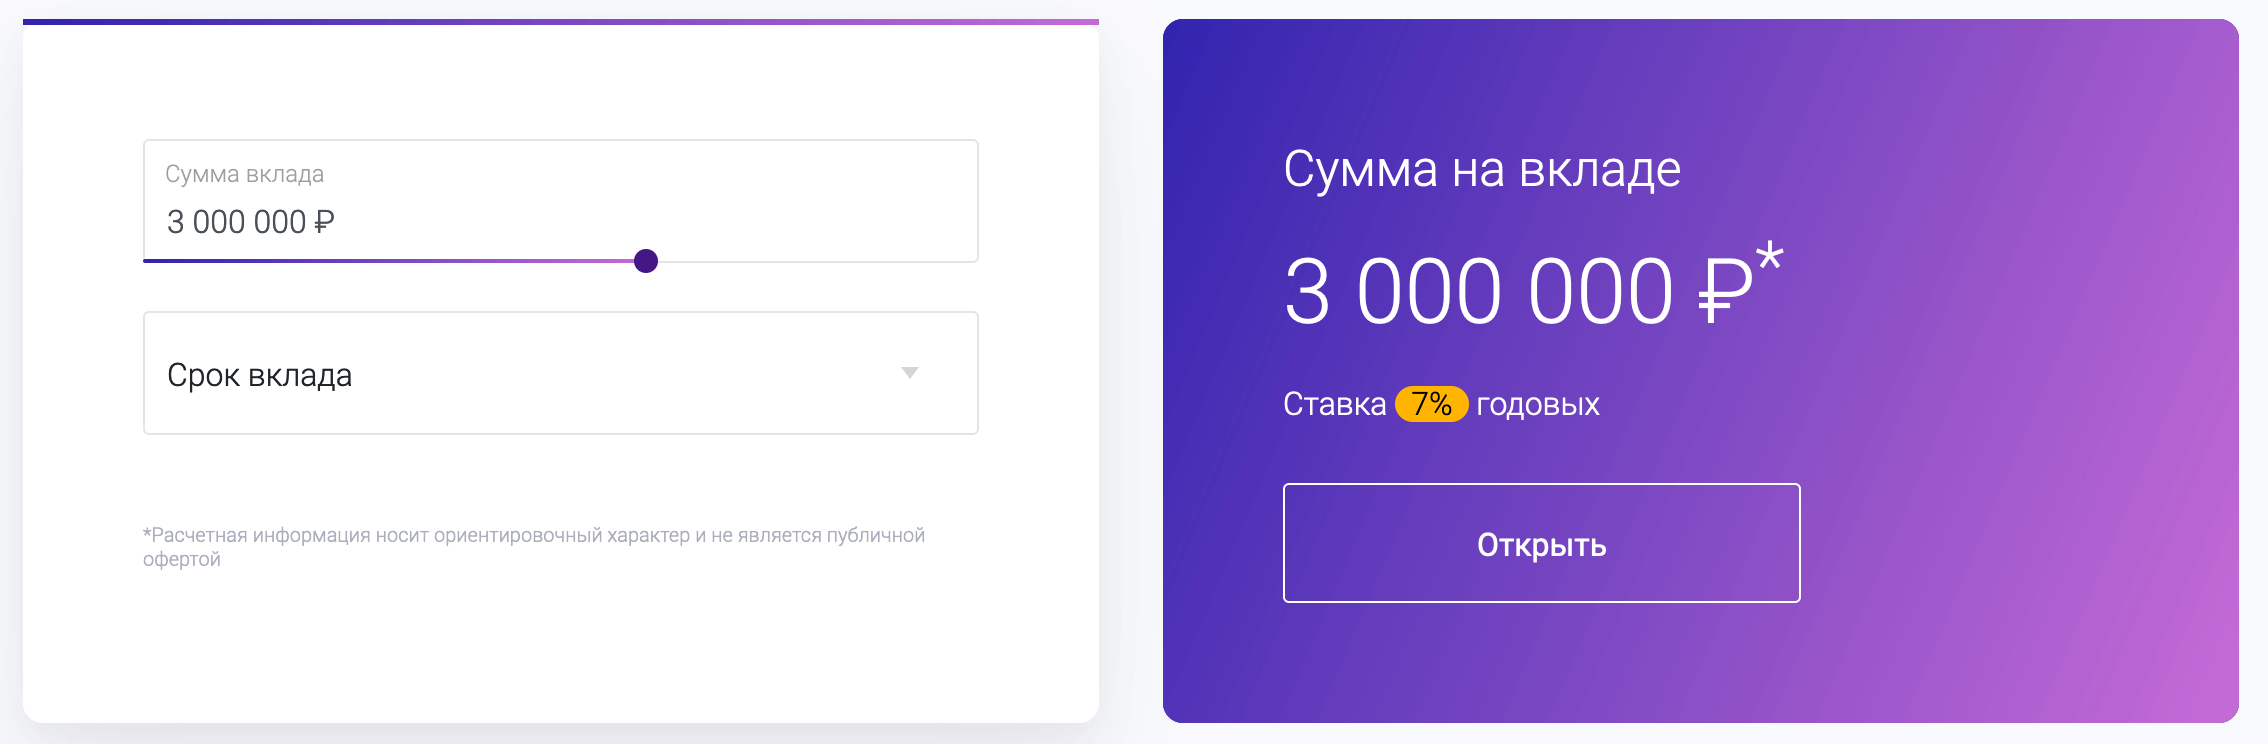 Сумма вклада
3 000 000 ₽
Срок вклада
*Расчетная информация носит ориентировочный характер и не является публичной
офертой
Сумма на вкладе
3 000 000 ₽*
Ставка 7% годовых
Открыть